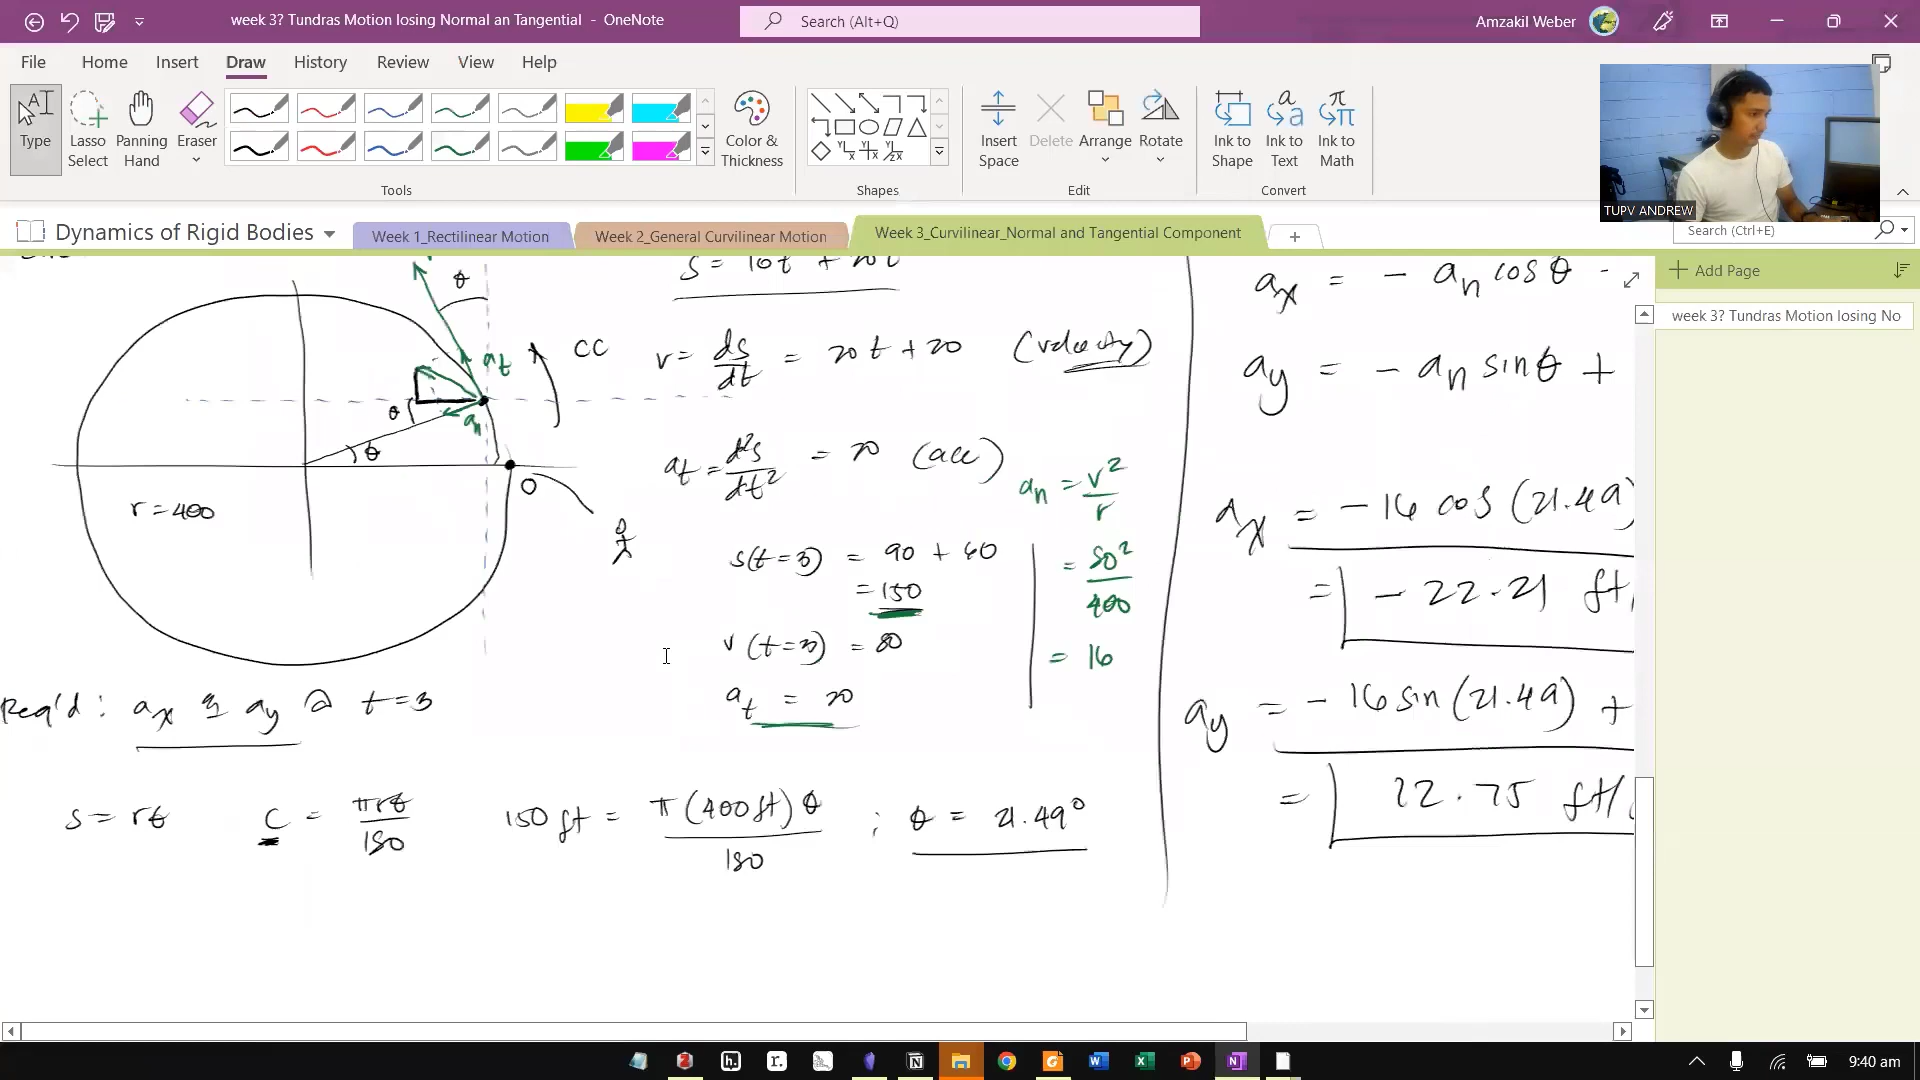 week 3? Tundras Motion losing Normal an Tangential - OneNote
Search (Alt+Q)
Amzakil Weber
File Home Insert Draw History Review View Help
Type
Lasso Select
Panning Hand
Eraser
Color & Thickness
Insert Space
Delete
Arrange
Rotate
Ink to Shape
Ink to Text
Ink to Math
Tools
Shapes
Edit
Convert
TUPV ANDREW
Dynamics of Rigid Bodies
Week 1_Rectilinear Motion
Week 2_General Curvilinear Motion
Week 3_Curvilinear_Normal and Tangential Component
+
Search (Ctrl+E)
Add Page
week 3? Tundras Motion losing No
θ
a_t
CC
a_n
θ
θ
O
r = 400
Req'd: ax & ay @ t=3
s = rθ
C = πrθ/180
150 ft = π(400ft)θ/180 ; θ = 21.49°
s = 10t² + 20t
v = ds/dt = 20t + 20 (velocity)
at = d²s/dt² = 20 (acc)
s(t=3) = 90 + 60
= 150
v(t=3) = 80
at = 20
an = v²/r
= 80²/400
= 16
ax = - an cosθ -
ay = - an sinθ +
ax = -16 cos (21.49)
= -22.21 ft/
ay = -16 sin(21.49) +
= 12.75 ft/
9:40 am